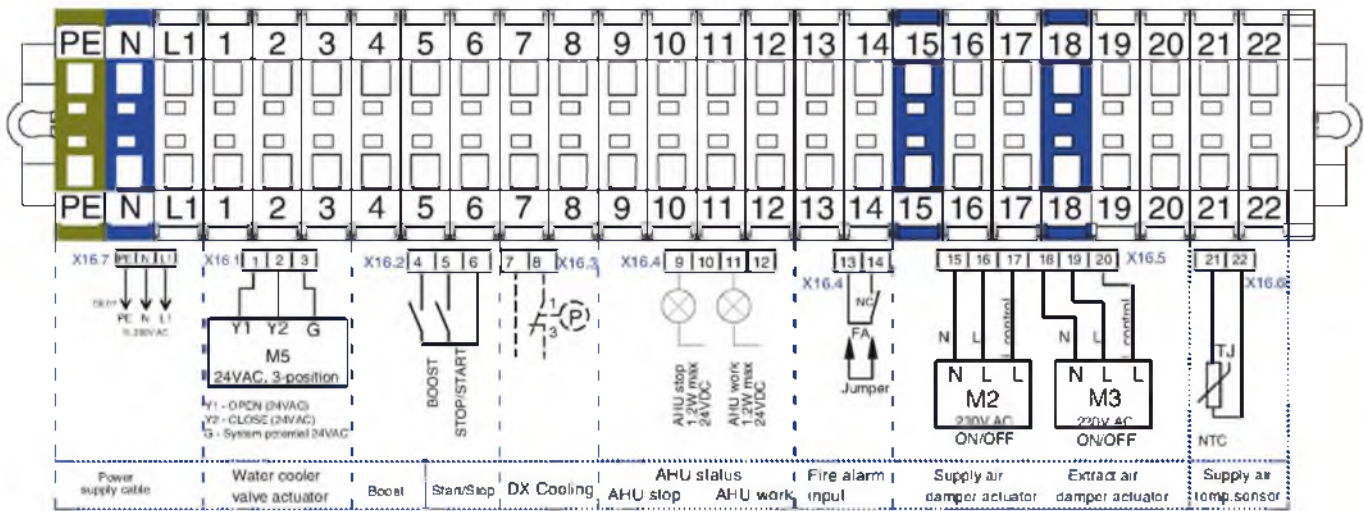 PE N L1 1 2 3 4 5 6 7 8 9 10 11 12 13 14 15 16 17 18 19 20 21 22
PE N L1 1 2 3 4 5 6 7 8 9 10 11 12 13 14 15 16 17 18 19 20 21 22
X16.7 PE N L1
PE N L1
X16.1 1 2 3
Y1 Y2 G
M5
24VAC, 3-position
Y1 - OPEN (24VAC)
Y2 - CLOSE (24VAC)
G - System potential 24VAC
X16.2 4 5 6
BOOST
STOP/START
7 8 X16.3
1
3
P
X16.4 9 10 11 12
AHU stop
1.2W max
24VDC
AHU work
1.2W max
24VDC
13 14
X16.4
NC
FA
Jumper
15 16 17 18 19 20 X16.5
N L L control
N L L control
N L L
M2
230V AC
ON/OFF
N L L
M3
230V AC
ON/OFF
21 22
X16.6
TJ
NTC
Power
supply cable
Water cooler
valve actuator
Boost
Start/Stop
DX Cooling
AHU status
AHU stop AHU work
Fire alarm
input
Supply air
damper actuator
Extract air
damper actuator
Supply air
temp.sensor